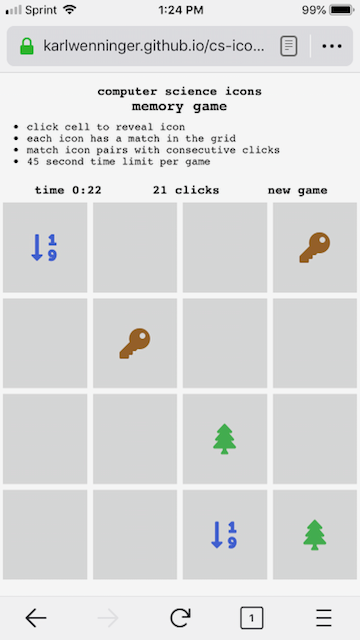 Sprint 1:24 PM 99%
karlwenninger.github.io/cs-ico...
computer science icons
memory game
click cell to reveal icon
each icon has a match in the grid
match icon pairs with consecutive clicks
45 second time limit per game
time 0:22 21 clicks new game
1
9
1
9
1